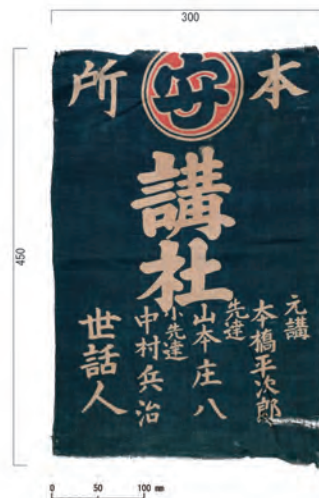 300
450
本所
安
講社
元講
本橋平次郎
先達
山本庄八
小先達
中村兵治
世話人
0 50 100 mm